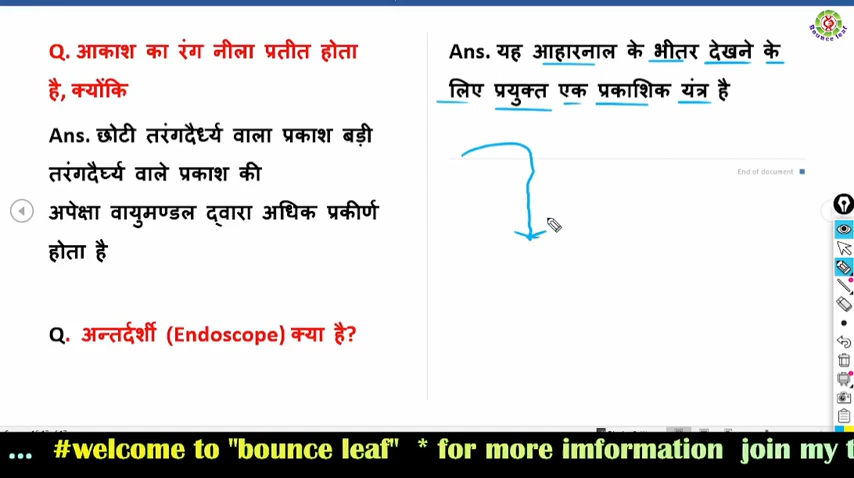 Q. आकाश का रंग नीला प्रतीत होता
है, क्योंकि
Ans. छोटी तरंगदैर्ध्य वाला प्रकाश बड़ी
तरंगदैर्घ्य वाले प्रकाश की
अपेक्षा वायुमण्डल द्वारा अधिक प्रकीर्ण
होता है
Q. अन्तर्दर्शी (Endoscope) क्या है?
Ans. यह आहारनाल के भीतर देखने के
लिए प्रयुक्त एक प्रकाशिक यंत्र है
End of document
Bounce leaf
... #welcome to "bounce leaf" * for more imformation join my t